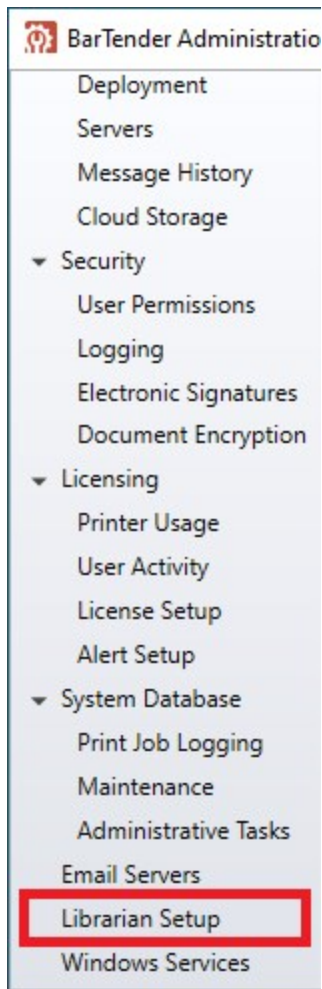 BarTender Administratio
Deployment
Servers
Message History
Cloud Storage
Security
User Permissions
Logging
Electronic Signatures
Document Encryption
Licensing
Printer Usage
User Activity
License Setup
Alert Setup
System Database
Print Job Logging
Maintenance
Administrative Tasks
Email Servers
Librarian Setup
Windows Services